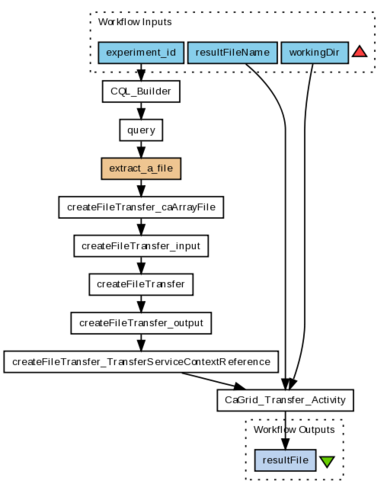 Workflow Inputs
experiment_id resultFileName workingDir
CQL_Builder
query
extract_a_file
createFileTransfer_caArrayFile
createFileTransfer_input
createFileTransfer
createFileTransfer_output
createFileTransfer_TransferServiceContextReference
CaGrid_Transfer_Activity
Workflow Outputs
resultFile